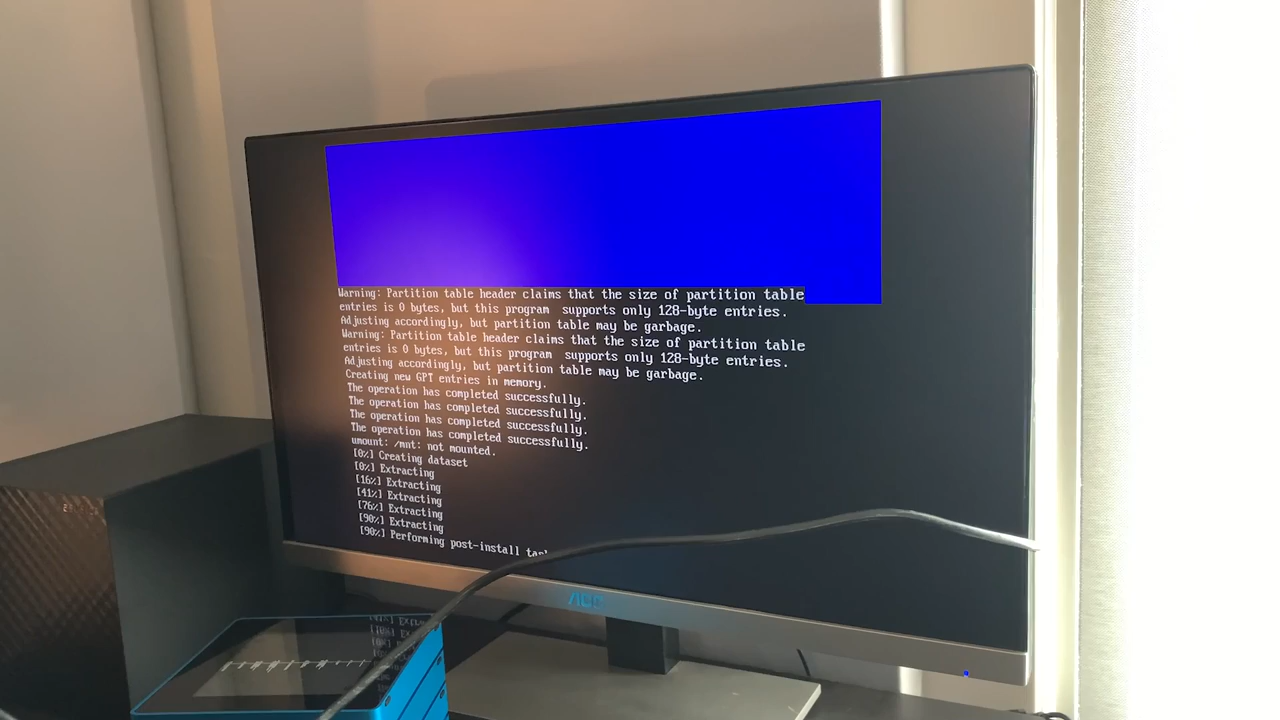 Warning: Partition table header claims that the size of partition table
entries is 0 bytes, but this program  supports only 128-byte entries.
Adjusting accordingly, but partition table may be garbage.
Warning: Partition table header claims that the size of partition table
entries is 0 bytes, but this program  supports only 128-byte entries.
Adjusting accordingly, but partition table may be garbage.
Creating new GPT entries in memory.
The operation has completed successfully.
The operation has completed successfully.
The operation has completed successfully.
The operation has completed successfully.
umount: /mnt: not mounted.
[0%] Creating dataset
[0%] Extracting
[16%] Extracting
[41%] Extracting
[76%] Extracting
[90%] Extracting
[90%] Performing post-install
AOC